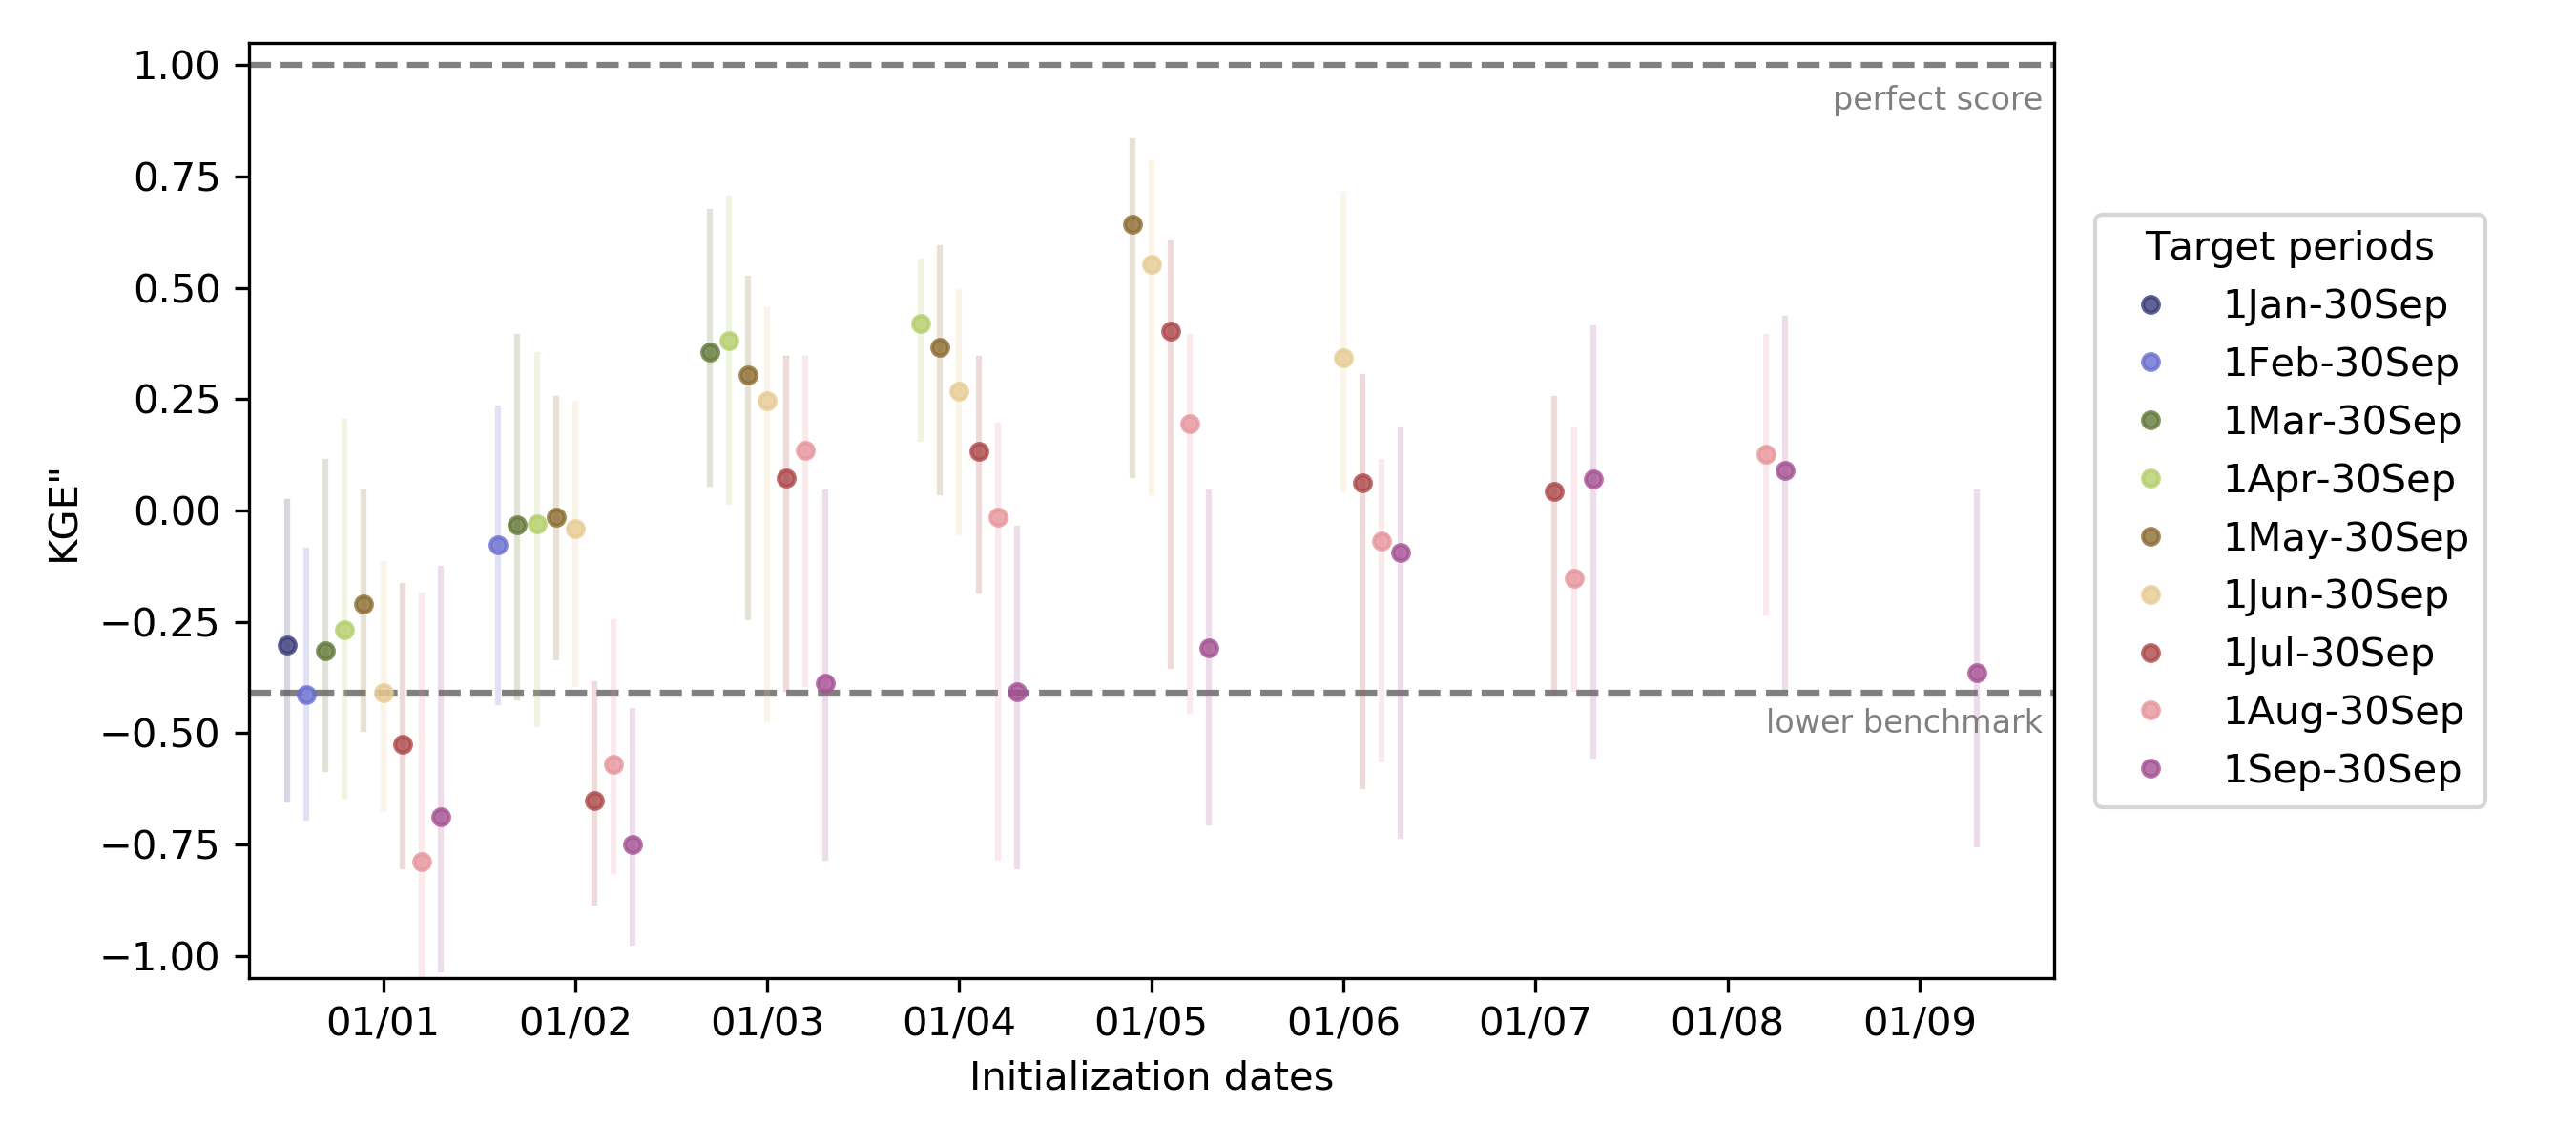 1.00
0.75
0.50
0.25
0.00
−0.25
−0.50
−0.75
−1.00
KGE"
perfect score
lower benchmark
01/01 01/02 01/03 01/04 01/05 01/06 01/07 01/08 01/09
Initialization dates
Target periods
1Jan-30Sep
1Feb-30Sep
1Mar-30Sep
1Apr-30Sep
1May-30Sep
1Jun-30Sep
1Jul-30Sep
1Aug-30Sep
1Sep-30Sep